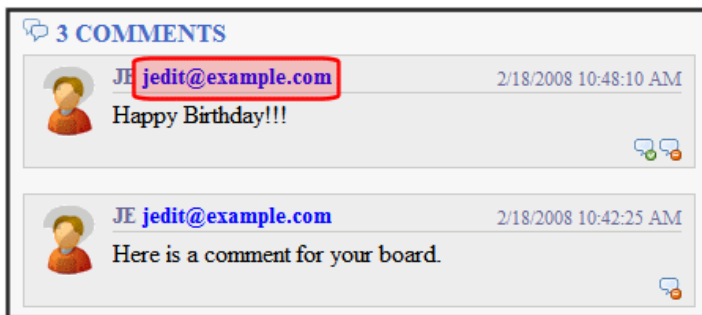 3 COMMENTS
JE jedit@example.com 2/18/2008 10:48:10 AM
Happy Birthday!!!
JE jedit@example.com 2/18/2008 10:42:25 AM
Here is a comment for your board.